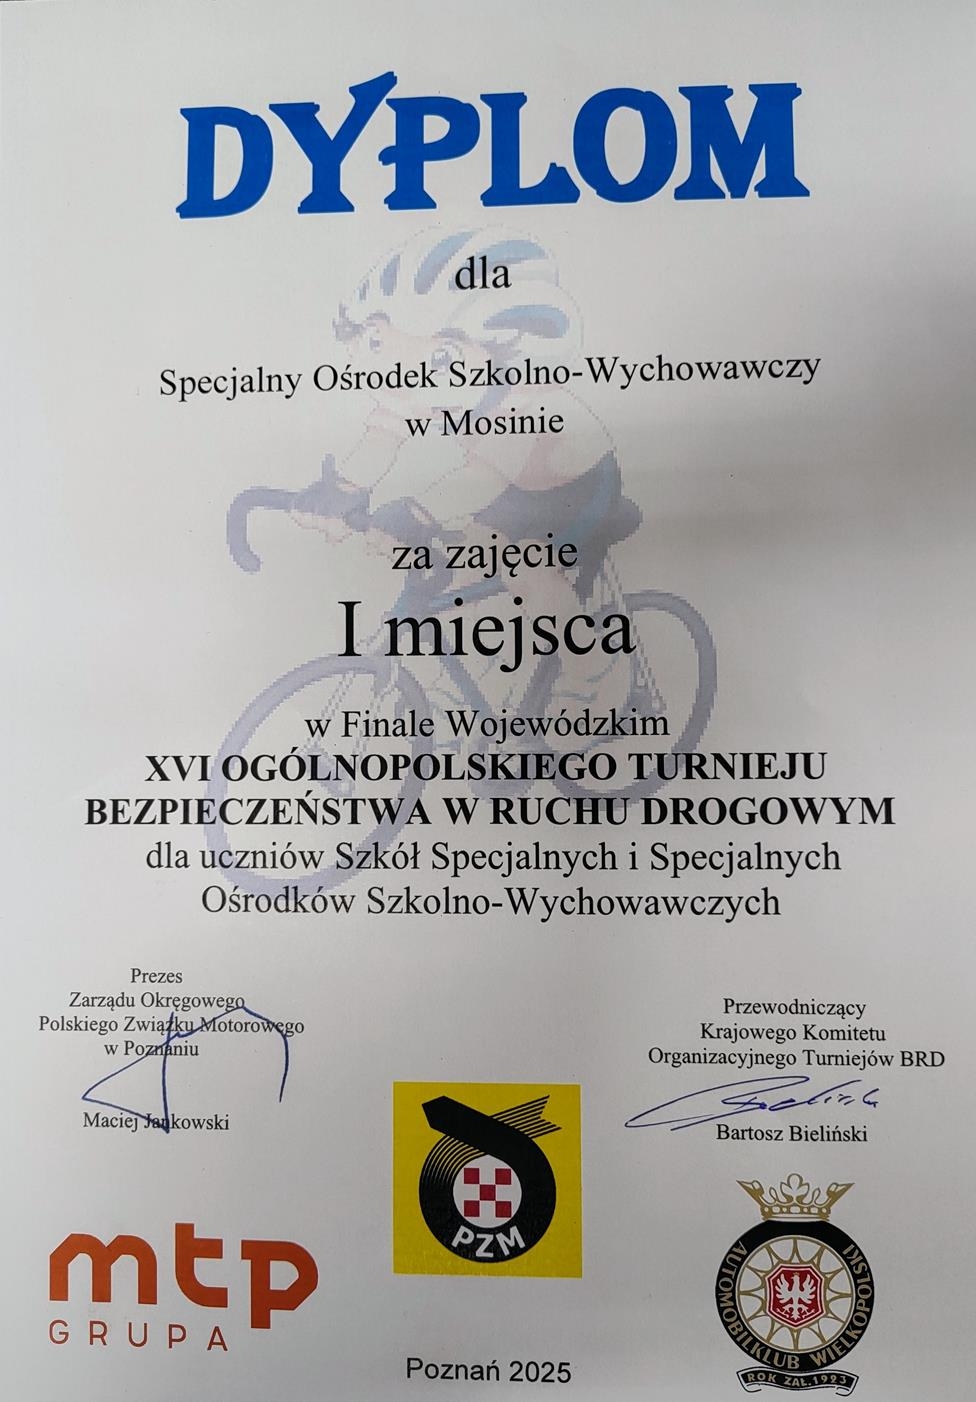 DYPLOM
dla
Specjalny Ośrodek Szkolno-Wychowawczy
w Mosinie
za zajęcie
I miejsca
w Finale Wojewódzkim
XVI OGÓLNOPOLSKIEGO TURNIEJU
BEZPIECZEŃSTWA W RUCHU DROGOWYM
dla uczniów Szkół Specjalnych i Specjalnych
Ośrodków Szkolno-Wychowawczych
Prezes
Zarządu Okręgowego
Polskiego Związku Motorowego
w Poznaniu
Maciej Jankowski
Przewodniczący
Krajowego Komitetu
Organizacyjnego Turniejów BRD
Bartosz Bieliński
mtp
GRUPA
PZM
AUTOMOBILKLUB WIELKOPOLSKI
ROK ZAŁ. 1923
Poznań 2025